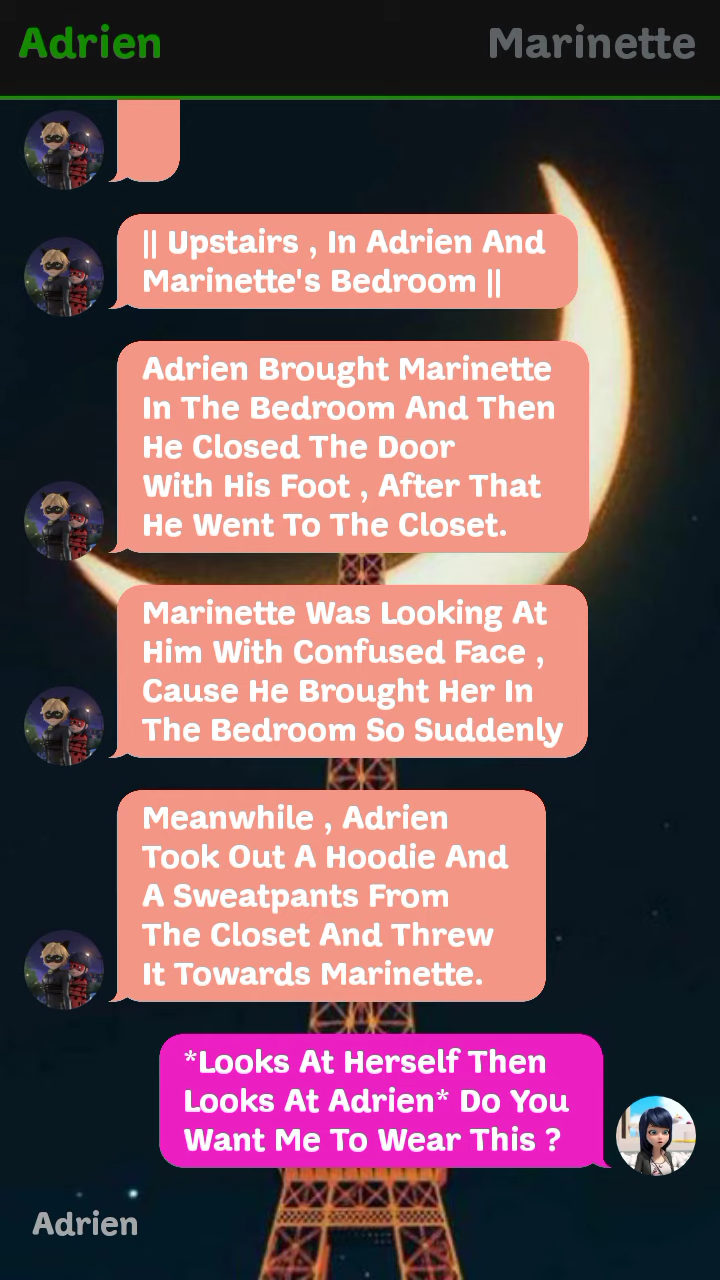 Adrien
Marinette
|| Upstairs , In Adrien And
Marinette's Bedroom ||
Adrien Brought Marinette
In The Bedroom And Then
He Closed The Door
With His Foot , After That
He Went To The Closet.
Marinette Was Looking At
Him With Confused Face ,
Cause He Brought Her In
The Bedroom So Suddenly
Meanwhile , Adrien
Took Out A Hoodie And
A Sweatpants From
The Closet And Threw
It Towards Marinette.
*Looks At Herself Then
Looks At Adrien* Do You
Want Me To Wear This ?
Adrien